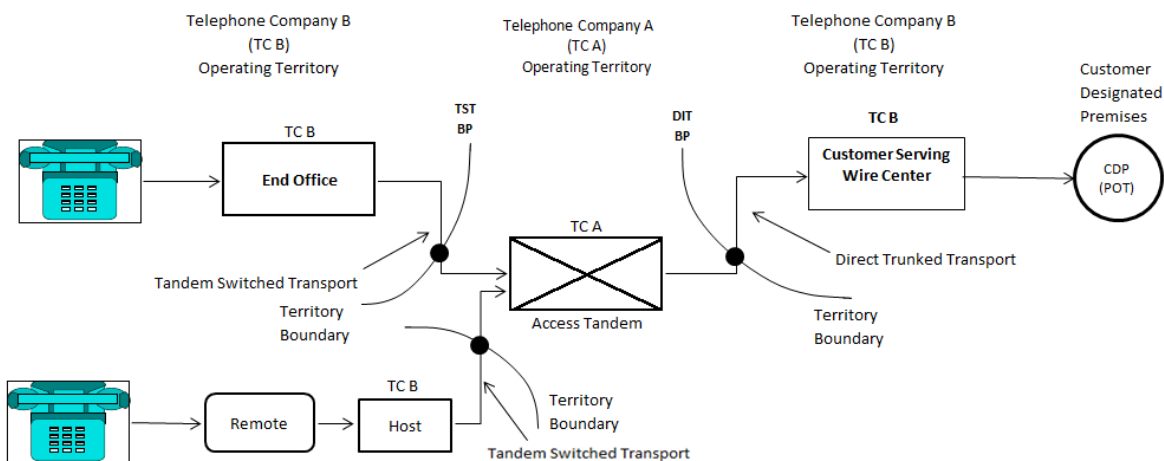 Telephone Company B
(TC B)
Operating Territory
Telephone Company A
(TC A)
Operating Territory
Telephone Company B
(TC B)
Operating Territory
Customer
Designated
Premises
TST
BP
DIT
BP
TC B
End Office
TC B
Customer Serving
Wire Center
CDP
(POT)
TC A
Tandem Switched Transport
Direct Trunked Transport
Territory
Boundary
Access Tandem
Territory
Boundary
TC B
Remote
Host
Territory
Boundary
Tandem Switched Transport